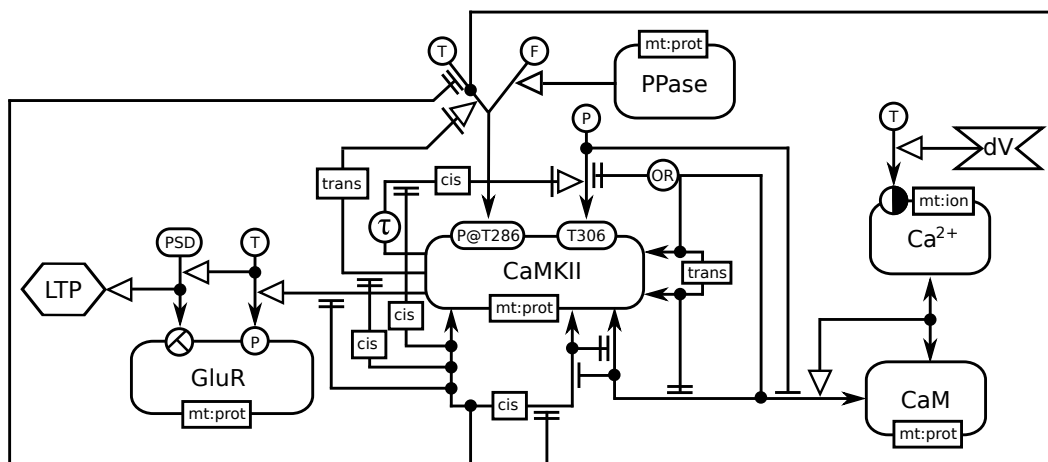 mt:prot
T
F
PPase
P
T
dV
trans
cis
OR
mt:ion
τ
P@T286
T306
Ca2+
PSD
T
CaMKII
trans
LTP
mt:prot
cis
P
cis
GluR
CaM
mt:prot
cis
mt:prot